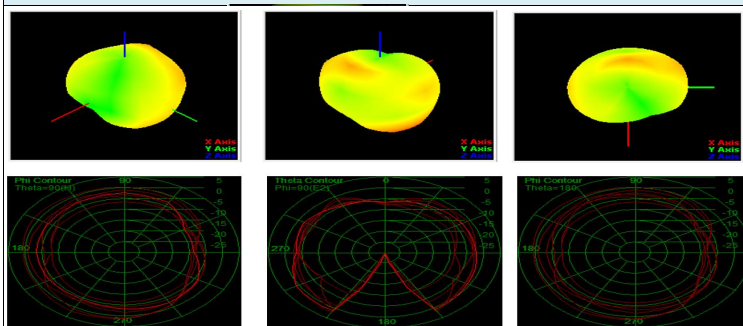 X Axis
Y Axis
Z Axis
X Axis
Y Axis
Z Axis
X Axis
Y Axis
Z Axis
Phi Contour
Theta=90(H)
90
5
0
-5
-10
-15
-20
-25
180
270
Theta Contour
Phi=90(E2)
0
5
0
-5
-10
-15
-20
-25
270
180
Phi Contour
Theta=180
90
5
0
-5
-10
-15
-20
-25
180
270